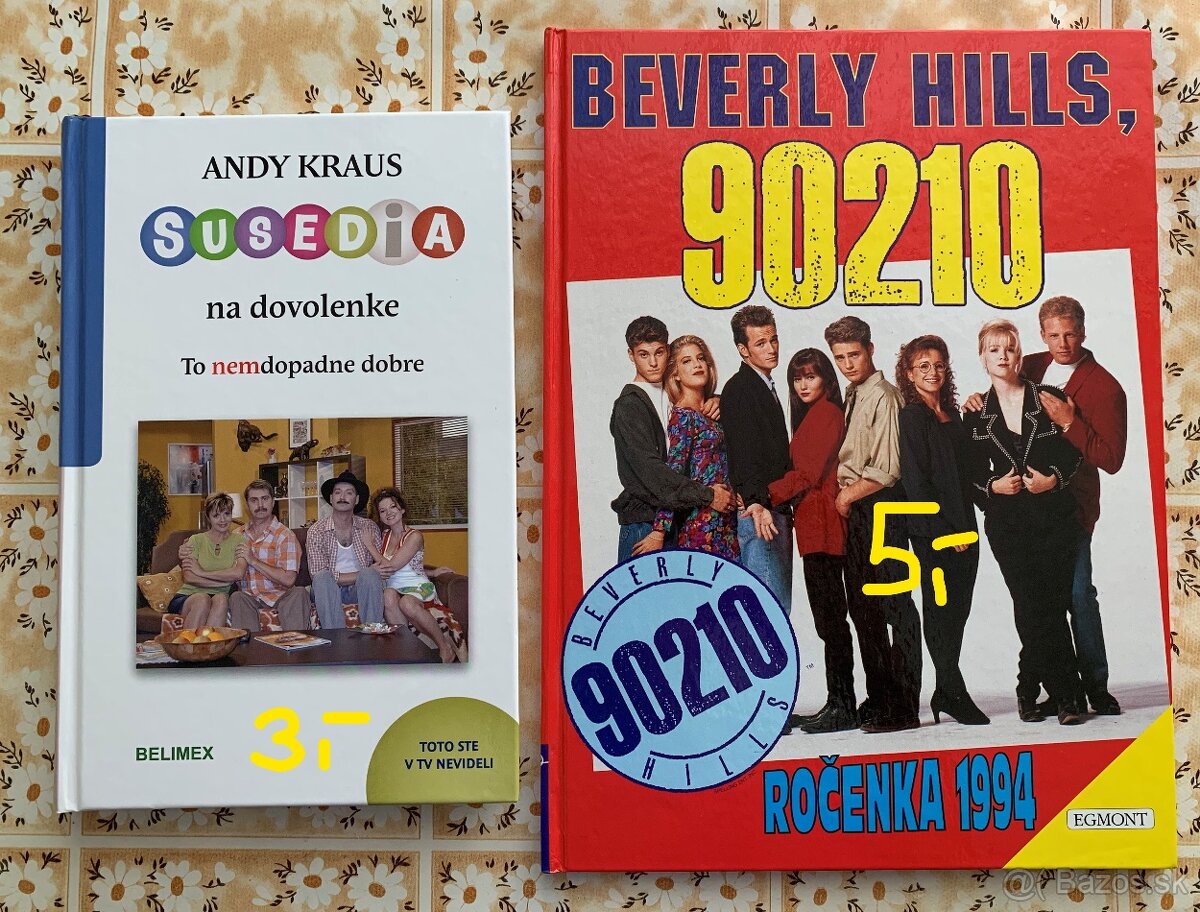 ANDY KRAUS
SUSEDiA
na dovolenke
To nemdopadne dobre
3,-
BELIMEX
TOTO STE
V TV NEVIDELI
BEVERLY HILLS,
90210
5,-
BEVERLY
90210
HILLS
TM
ROČENKA 1994
EGMONT
Bazos.sk